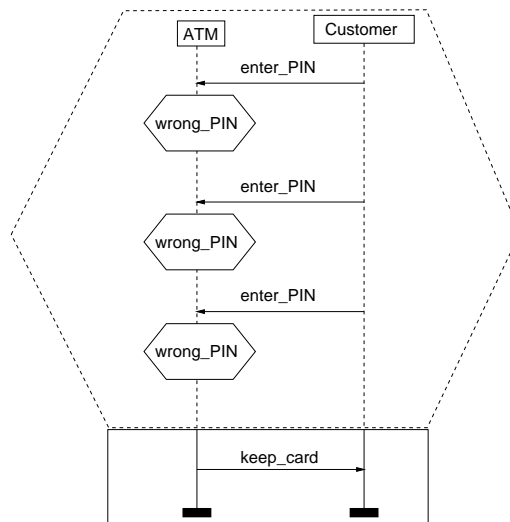 ATM
Customer
enter_PIN
wrong_PIN
enter_PIN
wrong_PIN
enter_PIN
wrong_PIN
keep_card